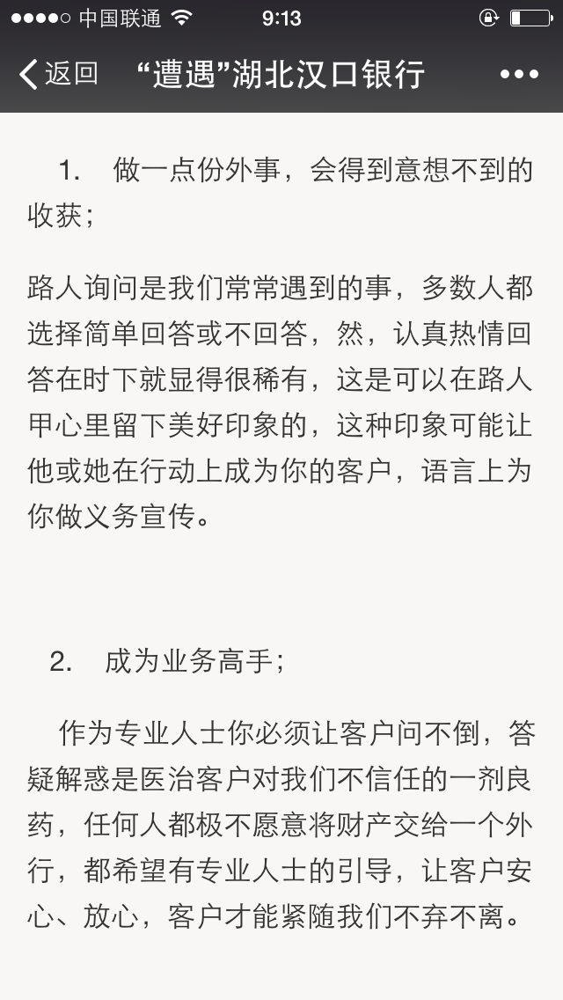 中国联通 9:13
返回 “遭遇”湖北汉口银行
1. 做一点份外事，会得到意想不到的
收获；
路人询问是我们常常遇到的事，多数人都
选择简单回答或不回答，然，认真热情回
答在时下就显得很稀有，这是可以在路人
甲心里留下美好印象的，这种印象可能让
他或她在行动上成为你的客户，语言上为
你做义务宣传。
2. 成为业务高手；
作为专业人士你必须让客户问不倒，答
疑解惑是医治客户对我们不信任的一剂良
药，任何人都极不愿意将财产交给一个外
行，都希望有专业人士的引导，让客户安
心、放心，客户才能紧随我们不弃不离。